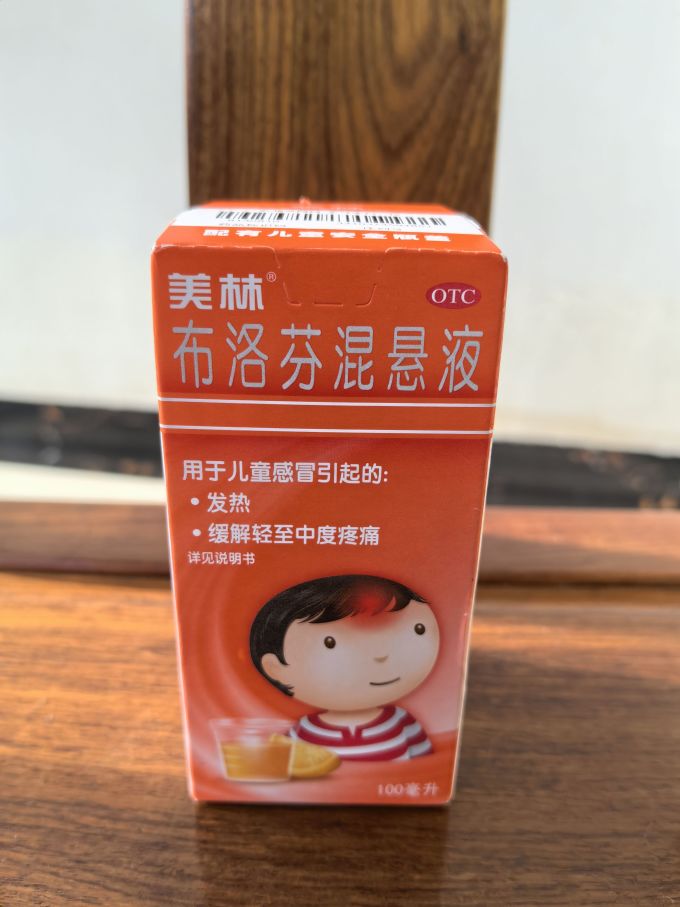 配有儿童安全瓶盖
美林®
OTC
布洛芬混悬液
用于儿童感冒引起的:
• 发热
• 缓解轻至中度疼痛
详见说明书
100毫升